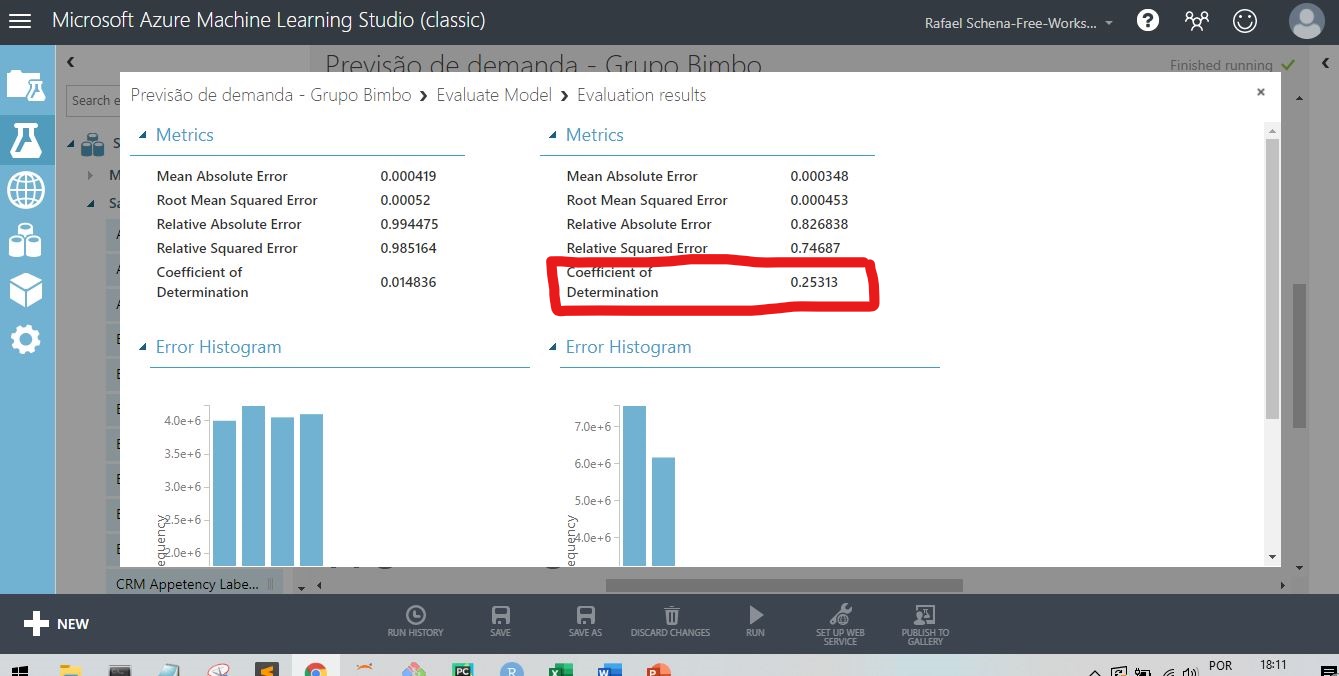 Microsoft Azure Machine Learning Studio (classic)
Rafael Schena-Free-Works...
Previsão de demanda - Grupo Bimbo
Finished running
Search e
Previsão de demanda - Grupo Bimbo > Evaluate Model > Evaluation results
×
Metrics
Mean Absolute Error 0.000419
Root Mean Squared Error 0.00052
Relative Absolute Error 0.994475
Relative Squared Error 0.985164
Coefficient of
Determination 0.014836
Metrics
Mean Absolute Error 0.000348
Root Mean Squared Error 0.000453
Relative Absolute Error 0.826838
Relative Squared Error 0.74687
Coefficient of
Determination 0.25313
Error Histogram
4.0e+6
3.5e+6
3.0e+6
2.5e+6
2.0e+6
equency
Error Histogram
7.0e+6
6.0e+6
5.0e+6
4.0e+6
equency
CRM Appetency Labe...
NEW
RUN HISTORY
SAVE
SAVE AS
DISCARD CHANGES
RUN
SET UP WEB
SERVICE
PUBLISH TO
GALLERY
POR
18:11